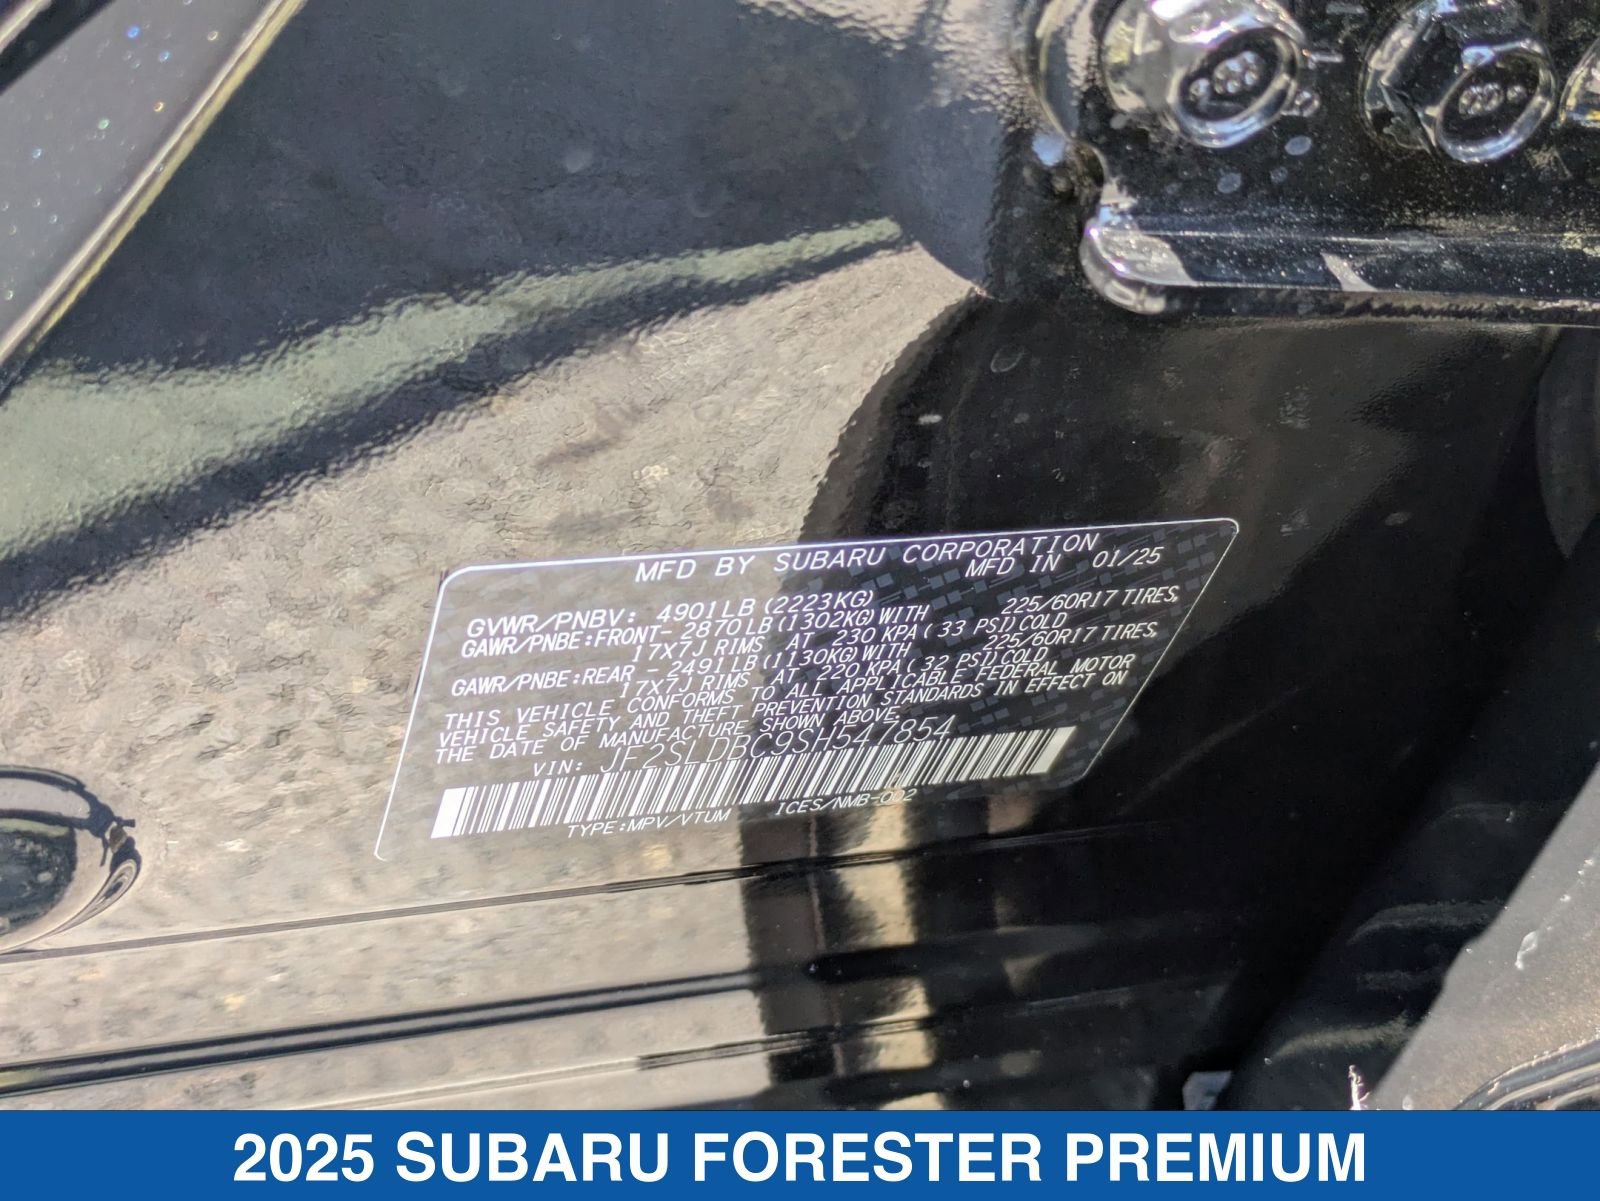 MFD BY SUBARU CORPORATION
MFD IN 01/25
GVWR/PNBV: 4901LB(2223KG)
GAWR/PNBE:FRONT- 2870LB(1302KG)WITH 225/60R17 TIRES,
17X7J RIMS AT 230 KPA(33 PSI)COLD
GAWR/PNBE:REAR - 2491LB(1130KG)WITH 225/60R17 TIRES,
17X7J RIMS AT 220 KPA(32 PSI)COLD
THIS VEHICLE CONFORMS TO ALL APPLICABLE FEDERAL MOTOR
VEHICLE SAFETY AND THEFT PREVENTION STANDARDS IN EFFECT ON
THE DATE OF MANUFACTURE SHOWN ABOVE.
VIN: JF2SLDBC9SH547854
TYPE:MPV/VTUM ICES/NMB-002
2025 SUBARU FORESTER PREMIUM